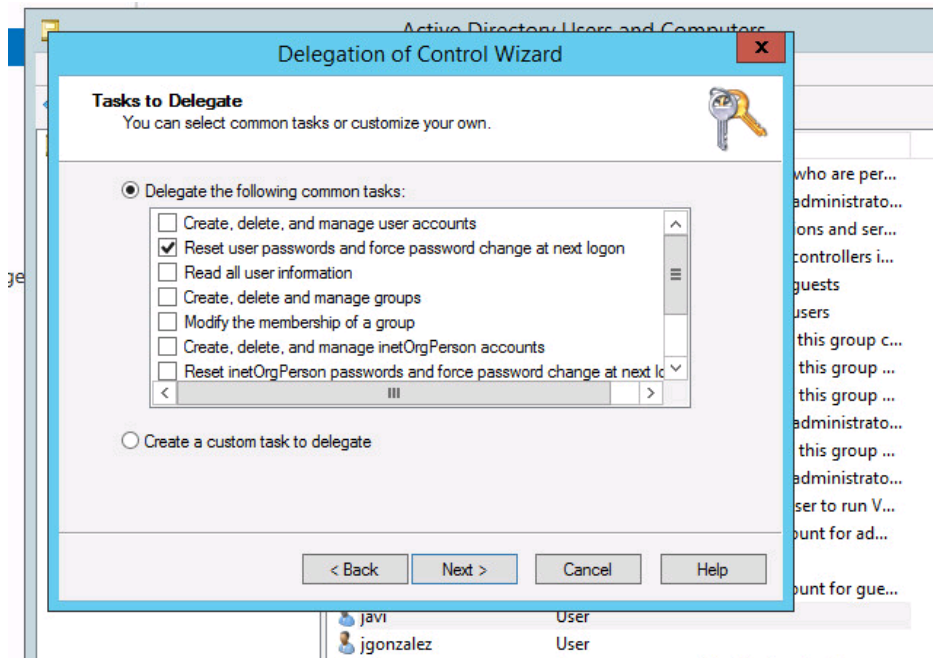 Active Directory Users and Computers
Delegation of Control Wizard
x
Tasks to Delegate
You can select common tasks or customize your own.
Delegate the following common tasks:
Create, delete, and manage user accounts
Reset user passwords and force password change at next logon
Read all user information
Create, delete and manage groups
Modify the membership of a group
Create, delete, and manage inetOrgPerson accounts
Reset inetOrgPerson passwords and force password change at next
Create a custom task to delegate
< Back
Next >
Cancel
Help
who are per...
administrato...
ions and ser...
controllers i...
guests
users
this group c...
this group ...
this group ...
administrato...
this group ...
administrato...
ser to run V...
ount for ad...
ount for gue...
javi User
jgonzalez User